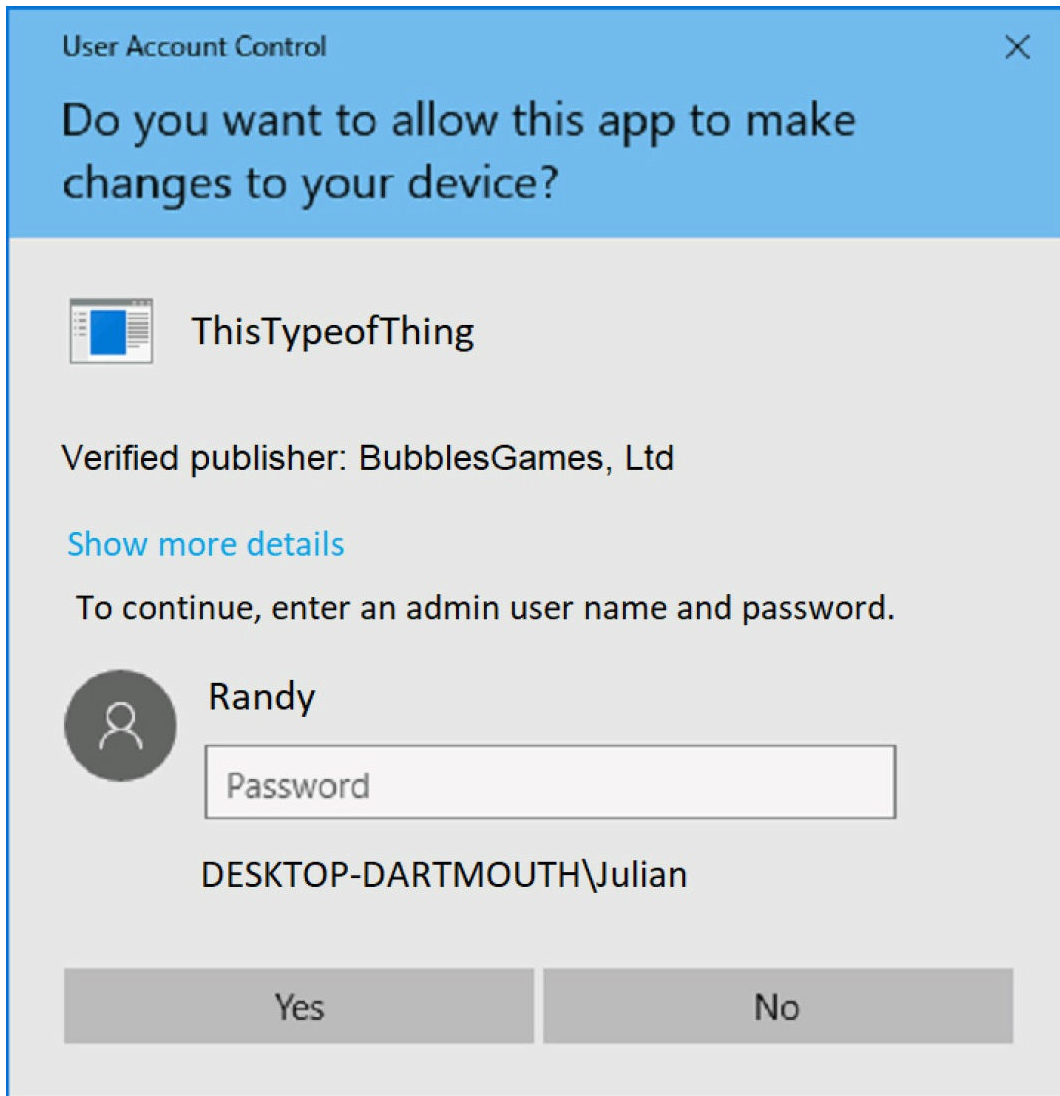 User Account Control
Do you want to allow this app to make
changes to your device?
ThisTypeofThing
Verified publisher: BubblesGames, Ltd
Show more details
To continue, enter an admin user name and password.
Randy
Password
DESKTOP-DARTMOUTH\Julian
Yes
No